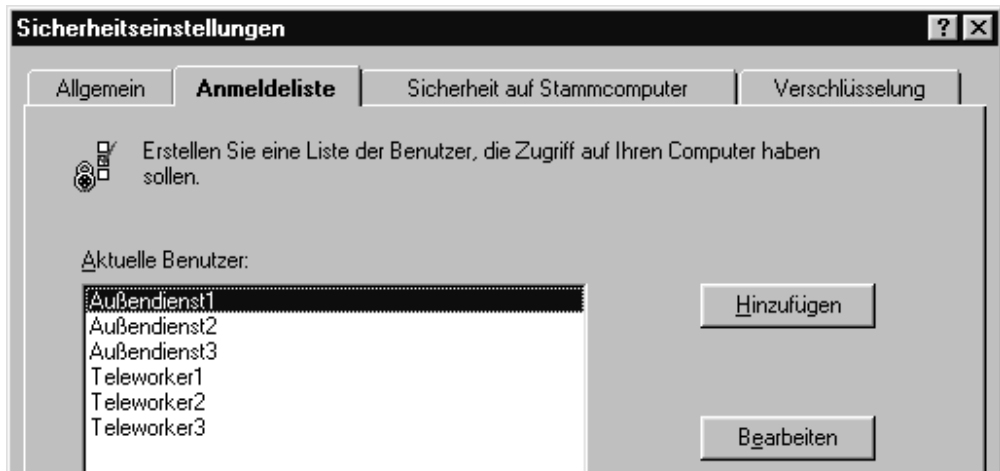 Sicherheitseinstellungen
Allgemein
Anmeldeliste
Sicherheit auf Stammcomputer
Verschlüsselung
Erstellen Sie eine Liste der Benutzer, die Zugriff auf Ihren Computer haben
sollen.
Aktuelle Benutzer:
Außendienst1
Außendienst2
Außendienst3
Teleworker1
Teleworker2
Teleworker3
Hinzufügen
Bearbeiten